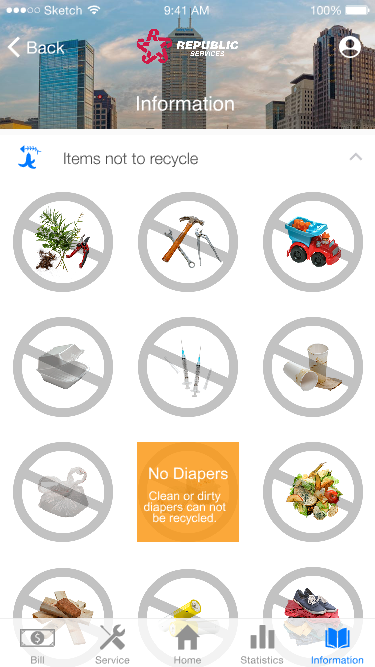 Sketch
9:41 AM
100%
Back
REPUBLIC
SERVICES
Information
Items not to recycle
No Diapers
Clean or dirty
diapers can not
be recycled.
Bill
Service
Home
Statistics
Information